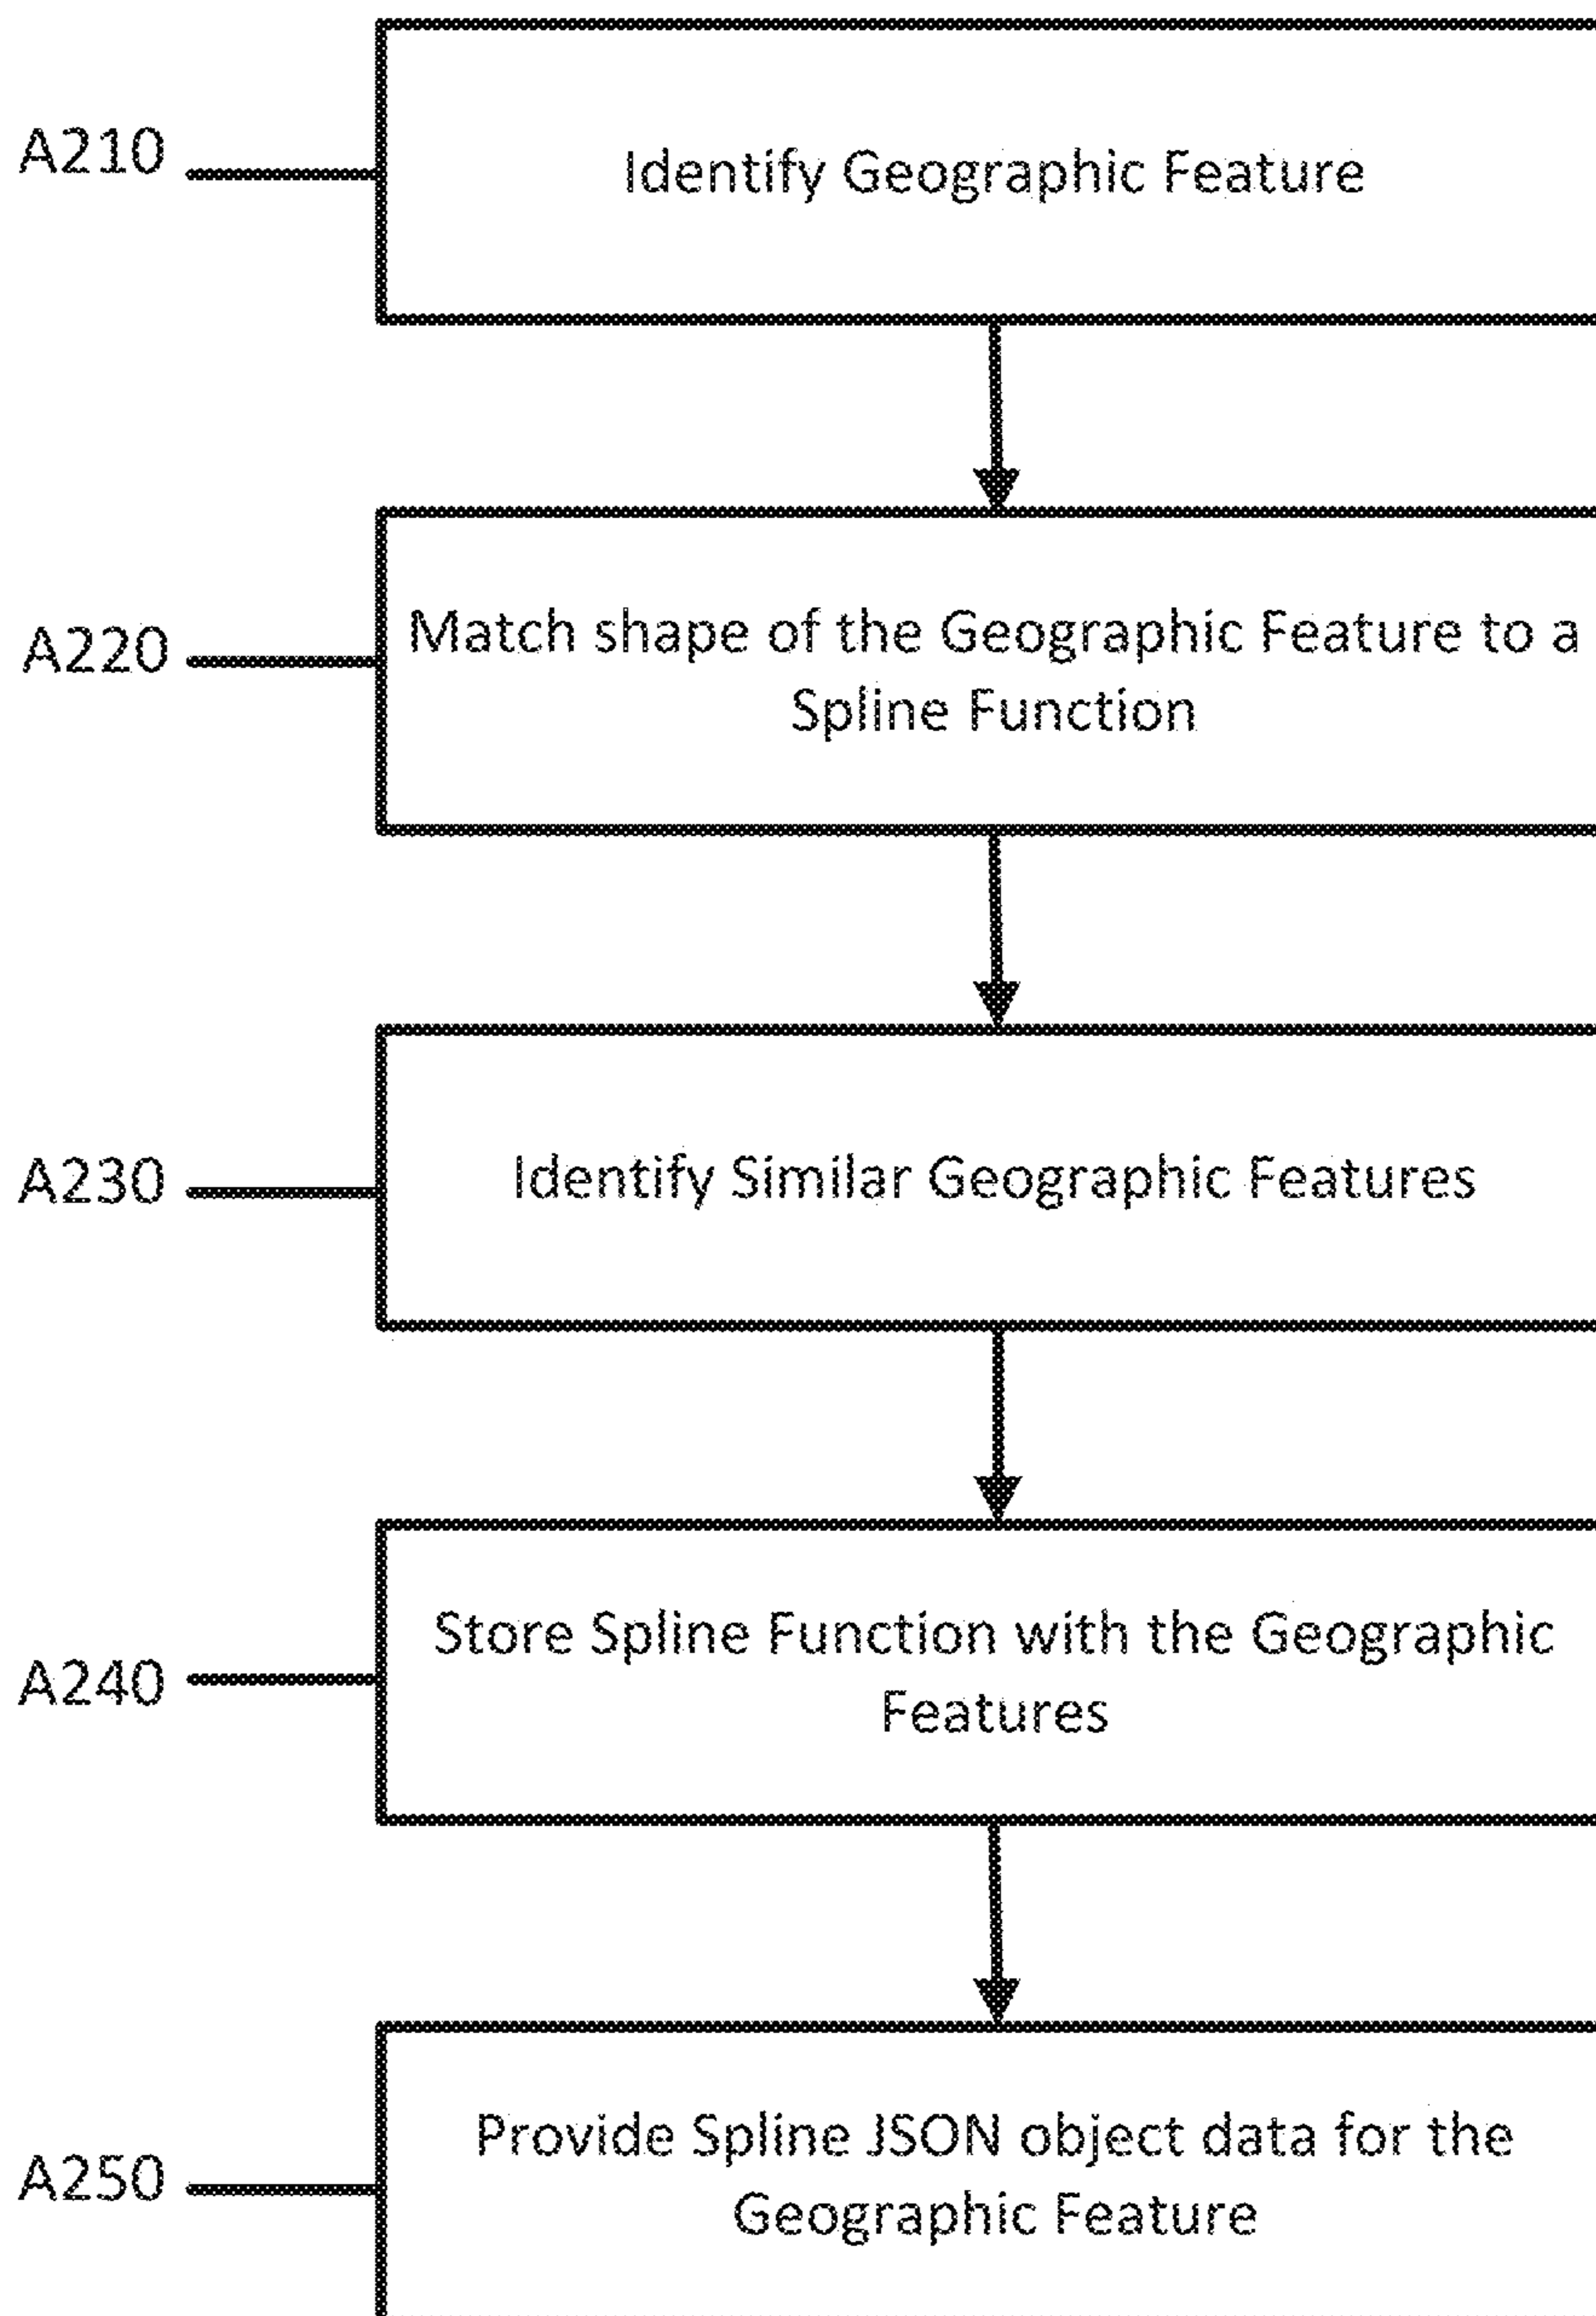 A210
Identify Geographic Feature
A220
Match shape of the Geographic Feature to a
Spline Function
A230
Identify Similar Geographic Features
A240
Store Spline Function with the Geographic
Features
A250
Provide Spline JSON object data for the
Geographic Feature